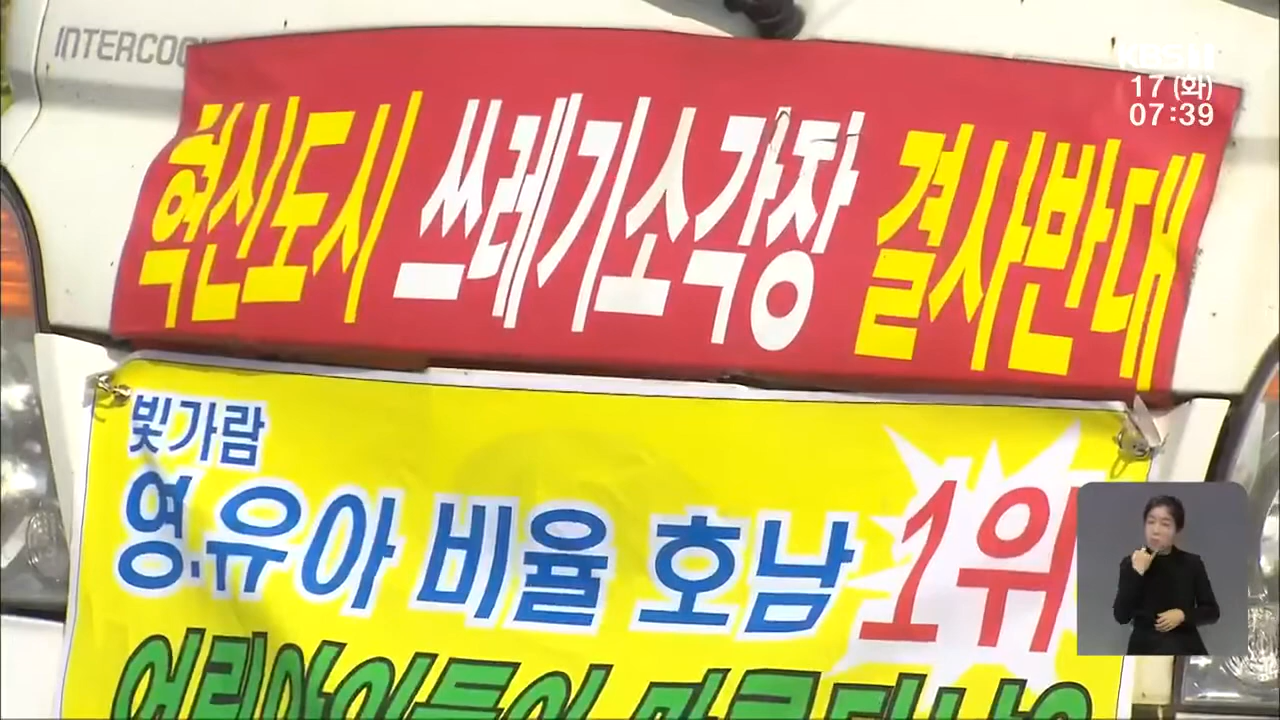 INTERCOO
KBS 1
17 (화)
07:39
혁신도시 쓰레기소각장 결사반대
빛가람
영.유아 비율 호남 1위